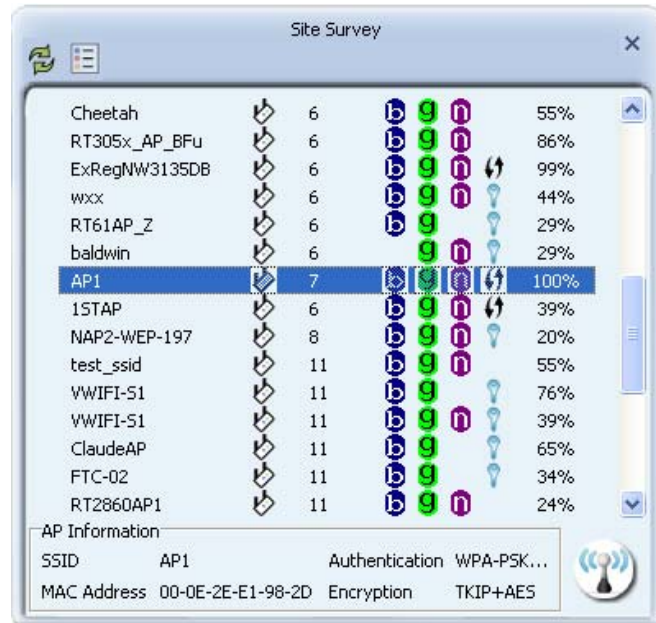 Site Survey
Cheetah 6 b g n 55%
RT305x_AP_BFu 6 b g n 86%
ExRegNW3135DB 6 b g n 99%
wxx 6 b g n 44%
RT61AP_Z 6 b g 29%
baldwin 6 g n 29%
AP1 7 b g n 100%
1STAP 6 b g n 39%
NAP2-WEP-197 8 b g n 20%
test_ssid 11 b g n 55%
VWIFI-S1 11 b g 76%
VWIFI-S1 11 b g n 39%
ClaudeAP 11 b g 65%
FTC-02 11 b g 34%
RT2860AP1 11 b g n 24%
AP Information
SSID AP1 Authentication WPA-PSK...
MAC Address 00-0E-2E-E1-98-2D Encryption TKIP+AES